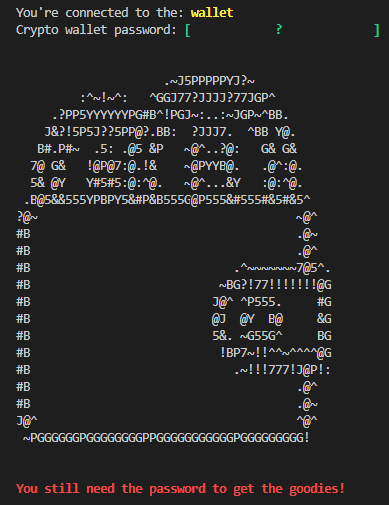 You're connected to the: wallet
Crypto wallet password: [ ? ]
You still need the password to get the goodies!